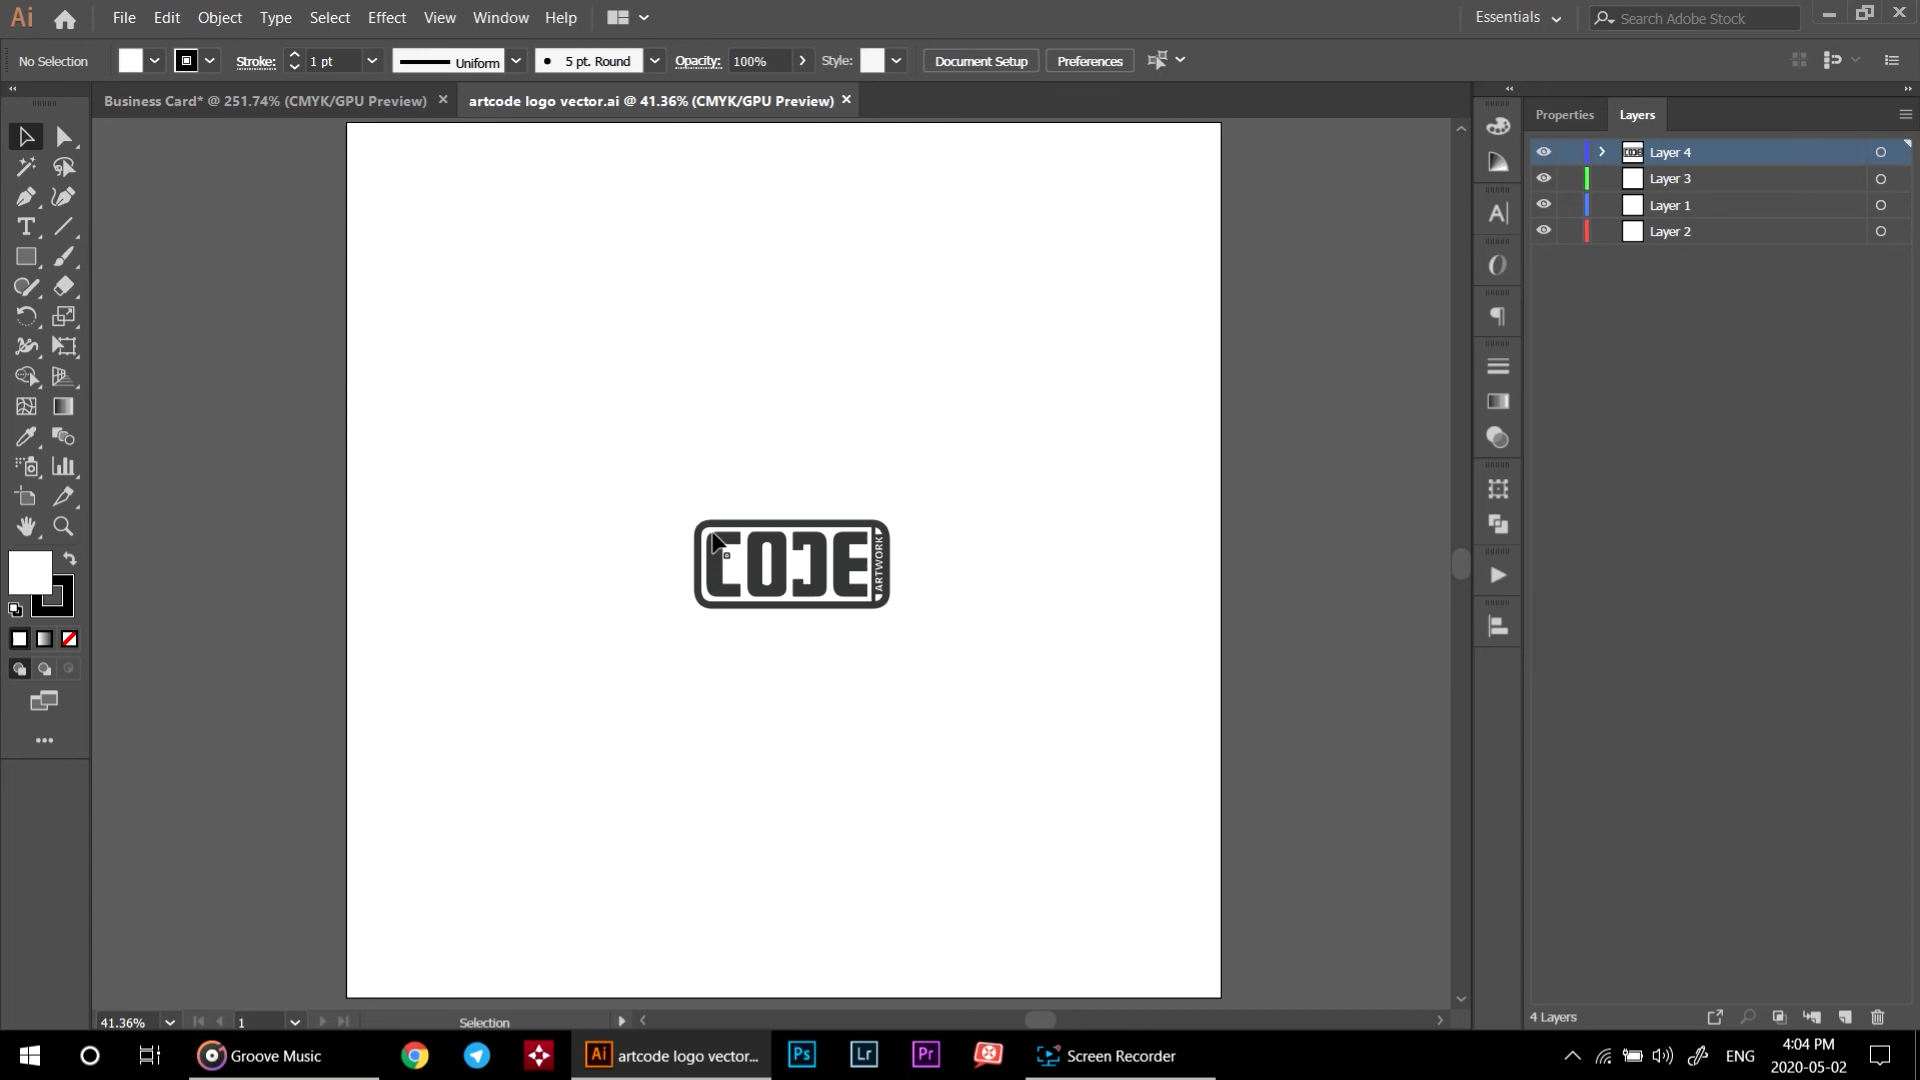 Ai File Edit Object Type Select Effect View Window Help Essentials Search Adobe Stock
No Selection Stroke: 1 pt Uniform 5 pt. Round Opacity: 100% Style: Document Setup Preferences
Business Card* @ 251.74% (CMYK/GPU Preview) artcode logo vector.ai @ 41.36% (CMYK/GPU Preview)
Properties Layers
Layer 4
Layer 3
Layer 1
Layer 2
CODE ARTWORK
41.36% 1 Selection
4 Layers
Groove Music Ai artcode logo vector... Ps Lr Pr Screen Recorder ENG 4:04 PM
2020-05-02